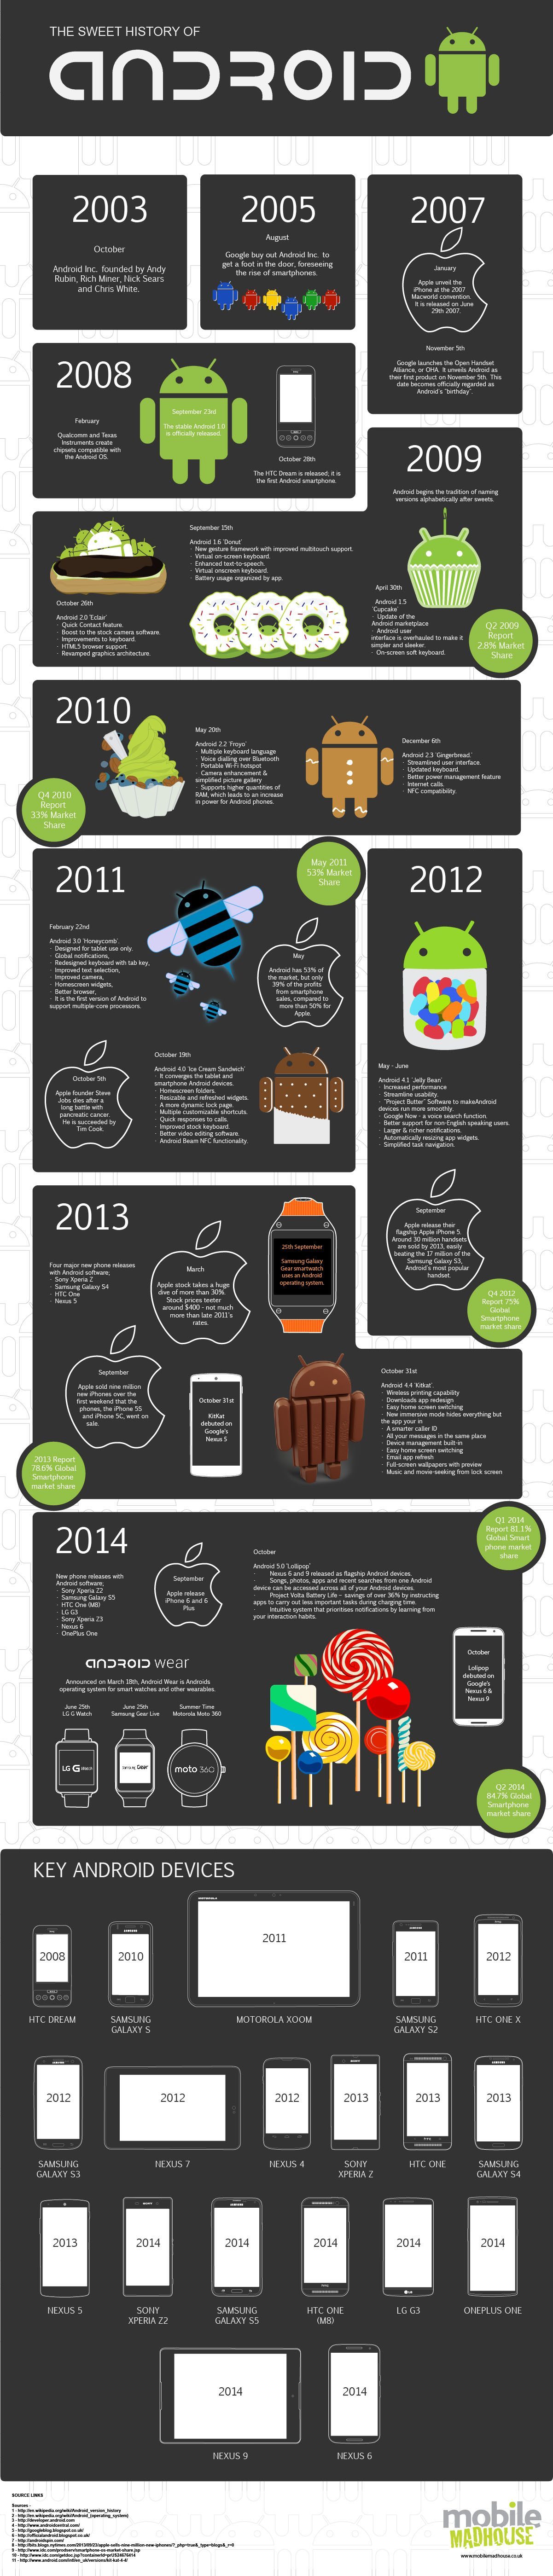 THE SWEET HISTORY OF
ANDROID
2003
October
Android Inc. founded by Andy
Rubin, Rich Miner, Nick Sears
and Chris White.
2005
August
Google buy out Android Inc. to
get a foot in the door, foreseeing
the rise of smartphones.
2007
January
Apple unveil the
iPhone at the 2007
Macworld convention.
It is released on June
29th 2007.
November 5th
Google launches the Open Handset
Alliance, or OHA. It unveils Android as
their first product on November 5th. This
date becomes officially regarded as
Android's "birthday".
2008
February
Qualcomm and Texas
Instruments create
chipsets compatible with
the Android OS.
September 23rd
The stable Android 1.0
is officially released.
October 28th
The HTC Dream is released; it is
the first Android smartphone.
2009
Android begins the tradition of naming
versions alphabetically after sweets.
April 30th
· Android 1.5
'Cupcake'
· Update of the
Android marketplace
· Android user
interface is overhauled to make it
simpler and sleeker.
· On-screen soft keyboard.
Q2 2009
Report
2.8% Market
Share
September 15th
Android 1.6 'Donut'
· New gesture framework with improved multitouch support.
· Virtual on-screen keyboard.
· Enhanced text-to-speech.
· Virtual onscreen keyboard.
· Battery usage organized by app.
October 26th
Android 2.0 'Eclair'
· Quick Contact feature.
· Boost to the stock camera software.
· Improvements to keyboard.
· HTML5 browser support.
· Revamped graphics architecture.
2010
Q4 2010
Report
33% Market
Share
May 20th
Android 2.2 'Froyo'
· Multiple keyboard language
· Voice dialling over Bluetooth
· Portable Wi-Fi hotspot
· Camera enhancement &
simplified picture gallery
· Supports higher quantities of
RAM, which leads to an increase
in power for Android phones.
December 6th
Android 2.3 'Gingerbread.'
· Streamlined user interface.
· Updated keyboard.
· Better power management feature
· Internet calls.
· NFC compatibility.
2011
May 2011
53% Market
Share
February 22nd
Android 3.0 'Honeycomb'.
· Designed for tablet use only.
· Global notifications,
· Redesigned keyboard with tab key,
· Improved text selection,
· Improved camera,
· Homescreen widgets,
· Better browser,
· It is the first version of Android to
support multiple-core processors.
May
Android has 53% of
the market, but only
39% of the profits
from smartphone
sales, compared to
more than 50% for
Apple.
October 5th
Apple founder Steve
Jobs dies after a
long battle with
pancreatic cancer.
He is succeeded by
Tim Cook.
October 19th
Android 4.0 'Ice Cream Sandwich'
· It converges the tablet and
smartphone Android devices.
· Homescreen folders.
· Resizable and refreshed widgets.
· A more dynamic lock page.
· Multiple customizable shortcuts.
· Quick responses to calls.
· Improved stock keyboard.
· Better video editing software.
· Android Beam NFC functionality.
2012
May - June
Android 4.1 'Jelly Bean'
· Increased performance
· Streamline usability.
· "Project Butter" Software to makeAndroid
devices run more smoothly.
· Google Now - a voice search function.
· Better support for non-English speaking users.
· Larger & richer notifications.
· Automatically resizing app widgets.
· Simplified task navigation.
September
Apple release their
flagship Apple iPhone 5.
Around 30 million handsets
are sold by 2013, easily
beating the 17 million of the
Samsung Galaxy S3,
Android's most popular
handset.
Q4 2012
Report 75%
Global
Smartphone
market share
2013
Four major new phone releases
with Android software;
· Sony Xperia Z
· Samsung Galaxy S4
· HTC One
· Nexus 5
March
Apple stock takes a huge
dive of more than 30%.
Stock prices teeter
around $400 - not much
more than late 2011's
rates.
25th September
Samsung Galaxy
Gear smartwatch
uses an Android
operating system.
September
Apple sold nine million
new iPhones over the
first weekend that the
phones, the iPhone 5S
and iPhone 5C, went on
sale.
October 31st
KitKat
debuted on
Google's
Nexus 5
October 31st
Android 4.4 'Kitkat'.
· Wireless printing capability
· Downloads app redesign
· Easy home screen switching
· New immersive mode hides everything but
the app your in
· A smarter caller ID
· All your messages in the same place
· Device management built-in
· Easy home screen switching
· Email app refresh
· Full-screen wallpapers with preview
· Music and movie-seeking from lock screen
2013 Report
78.6% Global
Smartphone
market share
2014
Q1 2014
Report 81.1%
Global Smart
phone market
share
New phone releases with
Android software;
· Sony Xperia Z2
· Samsung Galaxy S5
· HTC One (M8)
· LG G3
· Sony Xperia Z3
· Nexus 6
· OnePlus One
September
Apple release
iPhone 6 and 6
Plus
October
Android 5.0 'Lollipop'
· Nexus 6 and 9 released as flagship Android devices.
· Songs, photos, apps and recent searches from one Android
device can be accessed across all of your Android devices.
· Project Volta Battery Life – savings of over 36% by instructing
apps to carry out less important tasks during charging time.
· Intuitive system that prioritises notifications by learning from
your interaction habits.
ANDROID wear
Announced on March 18th, Android Wear is Androids
operating system for smart watches and other wearables.
June 25th
LG G Watch
June 25th
Samsung Gear Live
Summer Time
Motorola Moto 360
LG G Watch
Samsung Gear
moto 360
October
Lolipop
debuted on
Google's
Nexus 6 &
Nexus 9
Q2 2014
84.7% Global
Smartphone
market share
KEY ANDROID DEVICES
2008
2010
2011
2011
2012
HTC DREAM
SAMSUNG
GALAXY S
MOTOROLA XOOM
SAMSUNG
GALAXY S2
HTC ONE X
2012
2012
2012
2013
2013
2013
SAMSUNG
GALAXY S3
NEXUS 7
NEXUS 4
SONY
XPERIA Z
HTC ONE
SAMSUNG
GALAXY S4
2013
2014
2014
2014
2014
2014
NEXUS 5
SONY
XPERIA Z2
SAMSUNG
GALAXY S5
HTC ONE
(M8)
LG G3
ONEPLUS ONE
2014
2014
NEXUS 9
NEXUS 6
SOURCE LINKS
Sources -
1 - http://en.wikipedia.org/wiki/Android_version_history
2 - http://en.wikipedia.org/wiki/Android_(operating_system)
3 - http://developer.android.com
4 - http://www.androidcentral.com/
5 - http://googleblog.blogspot.co.uk/
6 - http://officialandroid.blogspot.co.uk/
mobile
MADHOUSE
www.mobilemadhouse.co.uk